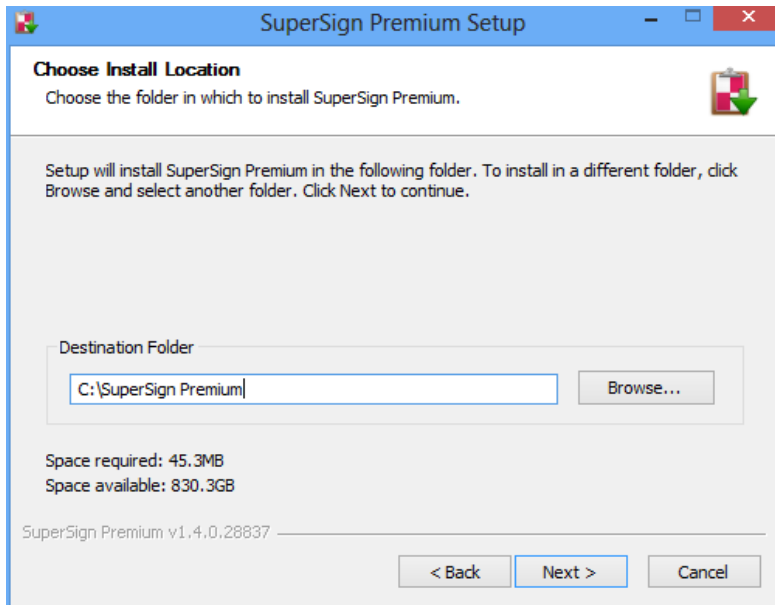 SuperSign Premium Setup
Choose Install Location
Choose the folder in which to install SuperSign Premium.
Setup will install SuperSign Premium in the following folder. To install in a different folder, click
Browse and select another folder. Click Next to continue.
Destination Folder
C:\SuperSign Premium
Browse...
Space required: 45.3MB
Space available: 830.3GB
SuperSign Premium v1.4.0.28837
< Back
Next >
Cancel